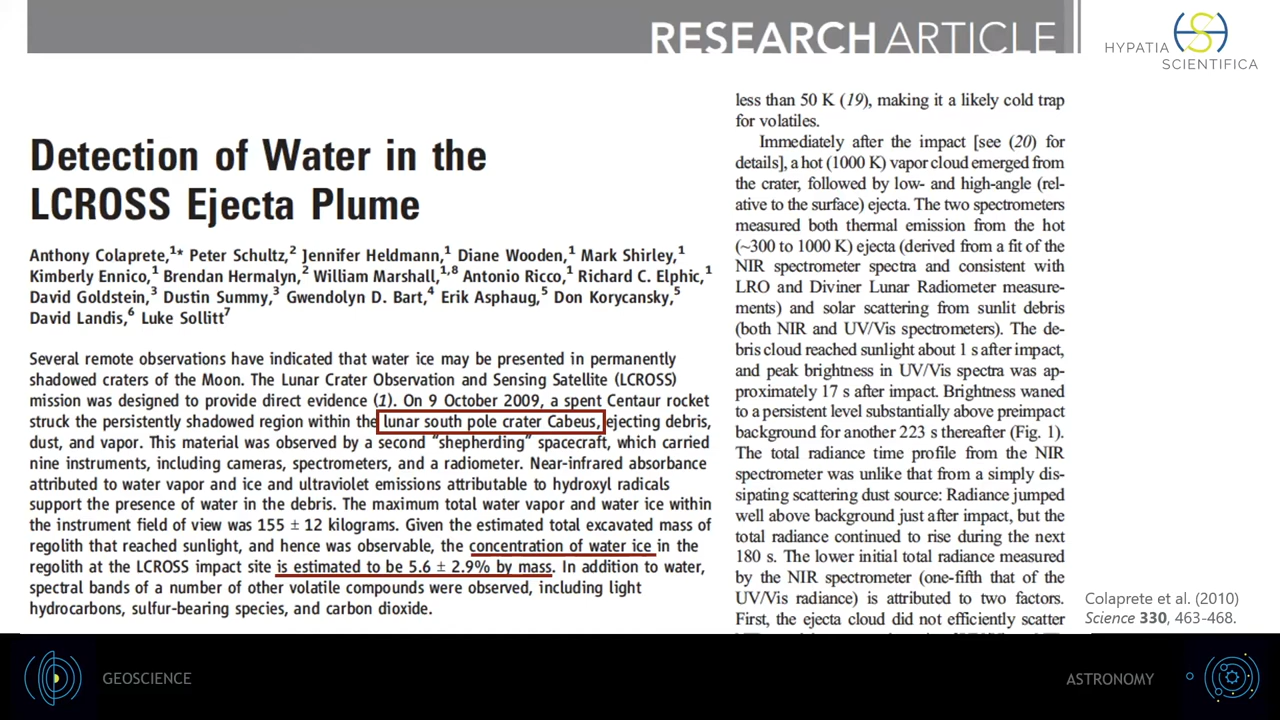 RESEARCH ARTICLE
HYPATIA
SCIENTIFICA
Detection of Water in the
LCROSS Ejecta Plume
Anthony Colaprete,1* Peter Schultz,2 Jennifer Heldmann,1 Diane Wooden,1 Mark Shirley,1
Kimberly Ennico,1 Brendan Hermalyn,2 William Marshall,1,8 Antonio Ricco,1 Richard C. Elphic,1
David Goldstein,3 Dustin Summy,3 Gwendolyn D. Bart,4 Erik Asphaug,5 Don Korycansky,5
David Landis,6 Luke Sollitt7
Several remote observations have indicated that water ice may be presented in permanently
shadowed craters of the Moon. The Lunar Crater Observation and Sensing Satellite (LCROSS)
mission was designed to provide direct evidence (1). On 9 October 2009, a spent Centaur rocket
struck the persistently shadowed region within the lunar south pole crater Cabeus, ejecting debris,
dust, and vapor. This material was observed by a second “shepherding” spacecraft, which carried
nine instruments, including cameras, spectrometers, and a radiometer. Near-infrared absorbance
attributed to water vapor and ice and ultraviolet emissions attributable to hydroxyl radicals
support the presence of water in the debris. The maximum total water vapor and water ice within
the instrument field of view was 155 ± 12 kilograms. Given the estimated total excavated mass of
regolith that reached sunlight, and hence was observable, the concentration of water ice in the
regolith at the LCROSS impact site is estimated to be 5.6 ± 2.9% by mass. In addition to water,
spectral bands of a number of other volatile compounds were observed, including light
hydrocarbons, sulfur-bearing species, and carbon dioxide.
less than 50 K (19), making it a likely cold trap
for volatiles.
Immediately after the impact [see (20) for
details], a hot (1000 K) vapor cloud emerged from
the crater, followed by low- and high-angle (rel-
ative to the surface) ejecta. The two spectrometers
measured both thermal emission from the hot
(~300 to 1000 K) ejecta (derived from a fit of the
NIR spectrometer spectra and consistent with
LRO and Diviner Lunar Radiometer measure-
ments) and solar scattering from sunlit debris
(both NIR and UV/Vis spectrometers). The de-
bris cloud reached sunlight about 1 s after impact,
and peak brightness in UV/Vis spectra was ap-
proximately 17 s after impact. Brightness waned
to a persistent level substantially above preimpact
background for another 223 s thereafter (Fig. 1).
The total radiance time profile from the NIR
spectrometer was unlike that from a simply dis-
sipating scattering dust source: Radiance jumped
well above background just after impact, but the
total radiance continued to rise during the next
180 s. The lower initial total radiance measured
by the NIR spectrometer (one-fifth that of the
UV/Vis radiance) is attributed to two factors.
First, the ejecta cloud did not efficiently scatter
Colaprete et al. (2010)
Science 330, 463-468.
GEOSCIENCE
ASTRONOMY